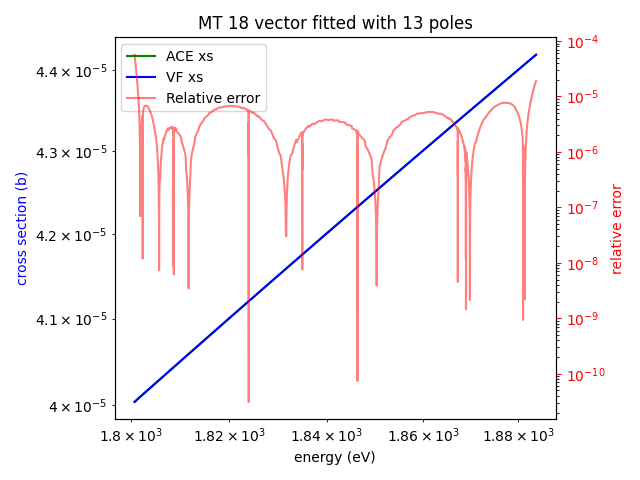 MT 18 vector fitted with 13 poles
ACE xs
VF xs
Relative error
cross section (b)
4.4 × 10⁻⁵
4.3 × 10⁻⁵
4.2 × 10⁻⁵
4.1 × 10⁻⁵
4 × 10⁻⁵
10⁻⁴
10⁻⁵
10⁻⁶
10⁻⁷
10⁻⁸
10⁻⁹
10⁻¹⁰
relative error
1.8 × 10³ 1.82 × 10³ 1.84 × 10³ 1.86 × 10³ 1.88 × 10³
energy (eV)